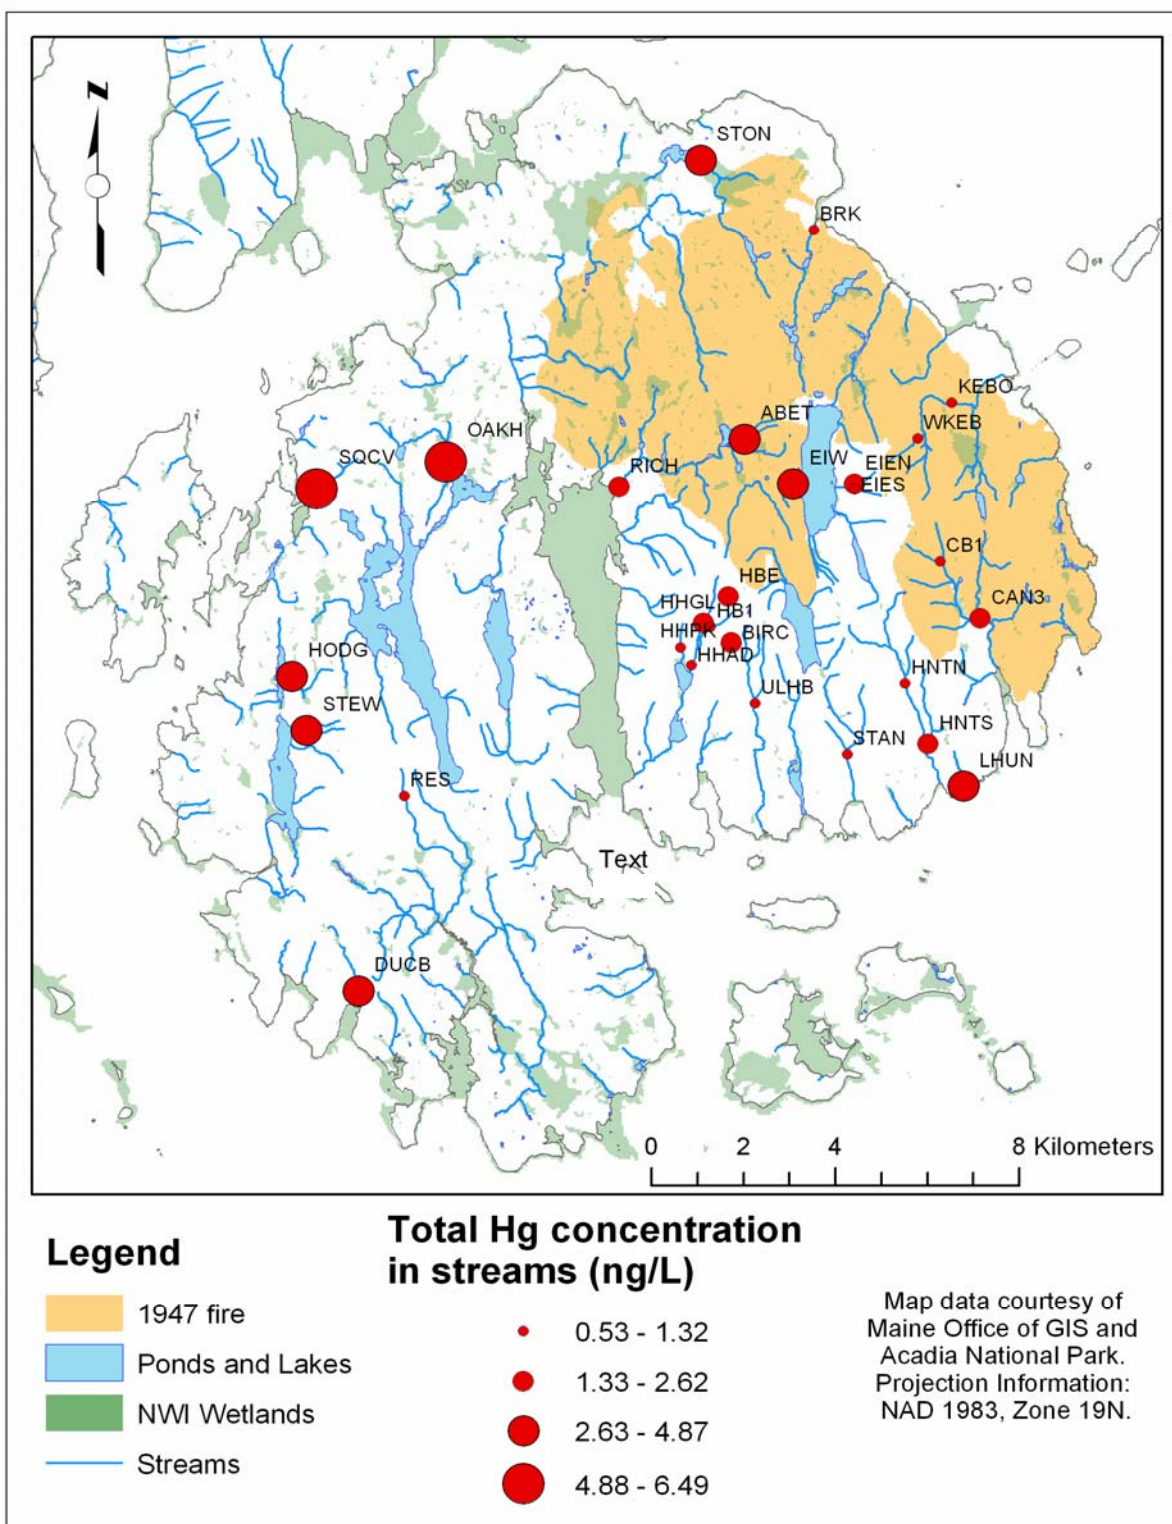 z
STON
BRK
KEBO
WKEB
ABET
OAKH
SQCV
EIW
EIEN
EIES
RICH
CB1
HBE
CAN3
HHGL
HB1
HHPK
BIRC
HHAD
HODG
HNTN
ULHB
STEW
HNTS
STAN
LHUN
RES
Text
DUCB
0 2 4 8 Kilometers
Legend
1947 fire
Ponds and Lakes
NWI Wetlands
Streams
Total Hg concentration
in streams (ng/L)
0.53 - 1.32
1.33 - 2.62
2.63 - 4.87
4.88 - 6.49
Map data courtesy of
Maine Office of GIS and
Acadia National Park.
Projection Information:
NAD 1983, Zone 19N.